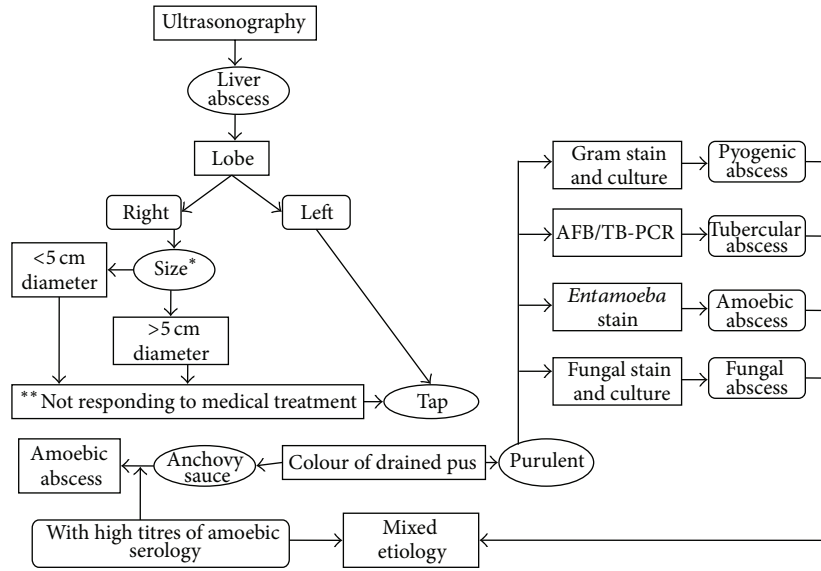 Ultrasonography
Liver
abscess
Lobe
Right
Left
<5 cm
diameter
Size*
>5 cm
diameter
**Not responding to medical treatment
Tap
Gram stain
and culture
Pyogenic
abscess
AFB/TB-PCR
Tubercular
abscess
Entamoeba
stain
Amoebic
abscess
Fungal stain
and culture
Fungal
abscess
Amoebic
abscess
Anchovy
sauce
Colour of drained pus
Purulent
With high titres of amoebic
serology
Mixed
etiology